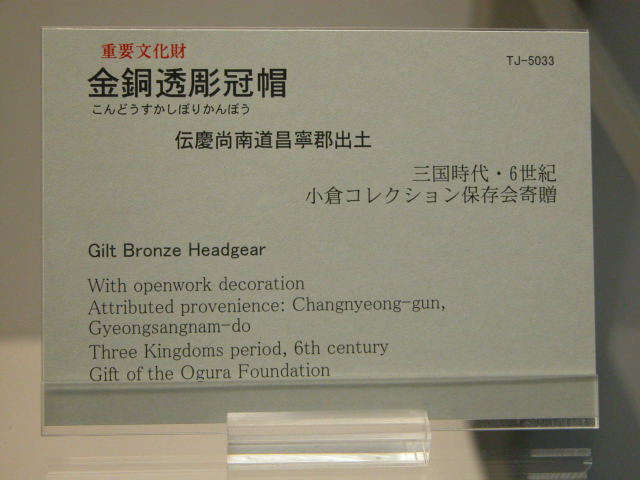 重要文化財
TJ-5033
金銅透彫冠帽
こんどうすかしぼりかんぼう
伝慶尚南道昌寧郡出土
三国時代・6世紀
小倉コレクション保存会寄贈
Gilt Bronze Headgear
With openwork decoration
Attributed provenience: Changnyeong-gun,
Gyeongsangnam-do
Three Kingdoms period, 6th century
Gift of the Ogura Foundation